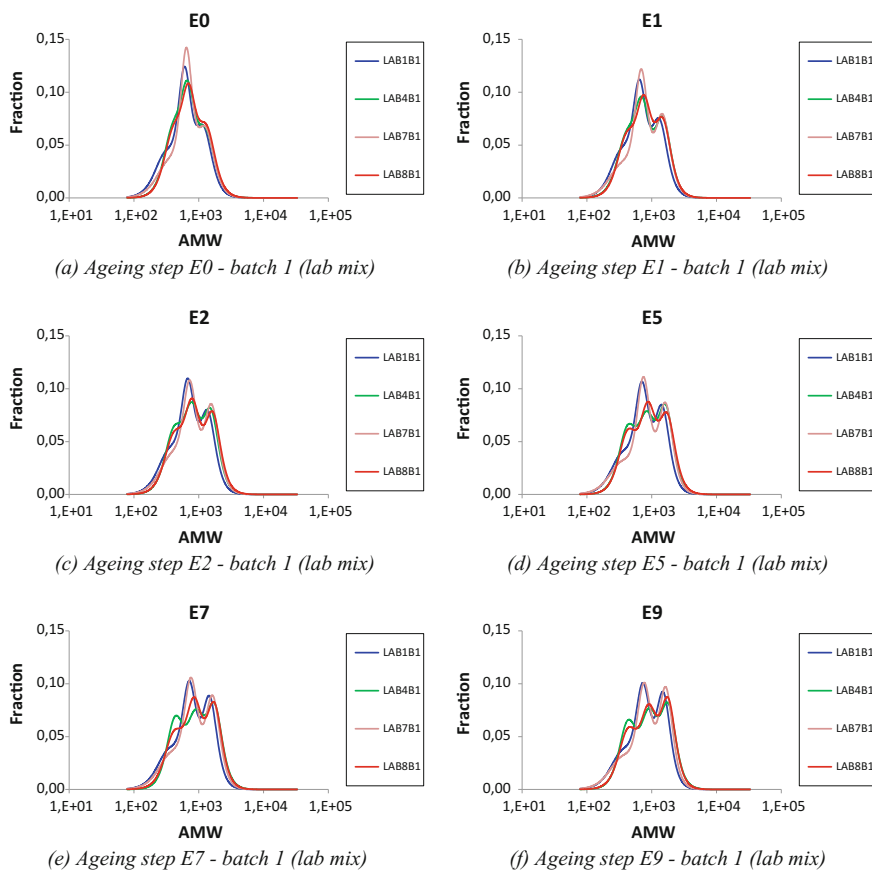 E0
0,15
0,10
0,05
0,00
Fraction
1,E+01 1,E+02 1,E+03 1,E+04 1,E+05
AMW
LAB1B1
LAB4B1
LAB7B1
LAB8B1
(a) Ageing step E0 - batch 1 (lab mix)
E1
0,15
0,10
0,05
0,00
Fraction
1,E+01 1,E+02 1,E+03 1,E+04 1,E+05
AMW
LAB1B1
LAB4B1
LAB7B1
LAB8B1
(b) Ageing step E1 - batch 1 (lab mix)
E2
0,15
0,10
0,05
0,00
Fraction
1,E+01 1,E+02 1,E+03 1,E+04 1,E+05
AMW
LAB1B1
LAB4B1
LAB7B1
LAB8B1
(c) Ageing step E2 - batch 1 (lab mix)
E5
0,15
0,10
0,05
0,00
Fraction
1,E+01 1,E+02 1,E+03 1,E+04 1,E+05
AMW
LAB1B1
LAB4B1
LAB7B1
LAB8B1
(d) Ageing step E5 - batch 1 (lab mix)
E7
0,15
0,10
0,05
0,00
Fraction
1,E+01 1,E+02 1,E+03 1,E+04 1,E+05
AMW
LAB1B1
LAB4B1
LAB7B1
LAB8B1
(e) Ageing step E7 - batch 1 (lab mix)
E9
0,15
0,10
0,05
0,00
Fraction
1,E+01 1,E+02 1,E+03 1,E+04 1,E+05
AMW
LAB1B1
LAB4B1
LAB7B1
LAB8B1
(f) Ageing step E9 - batch 1 (lab mix)